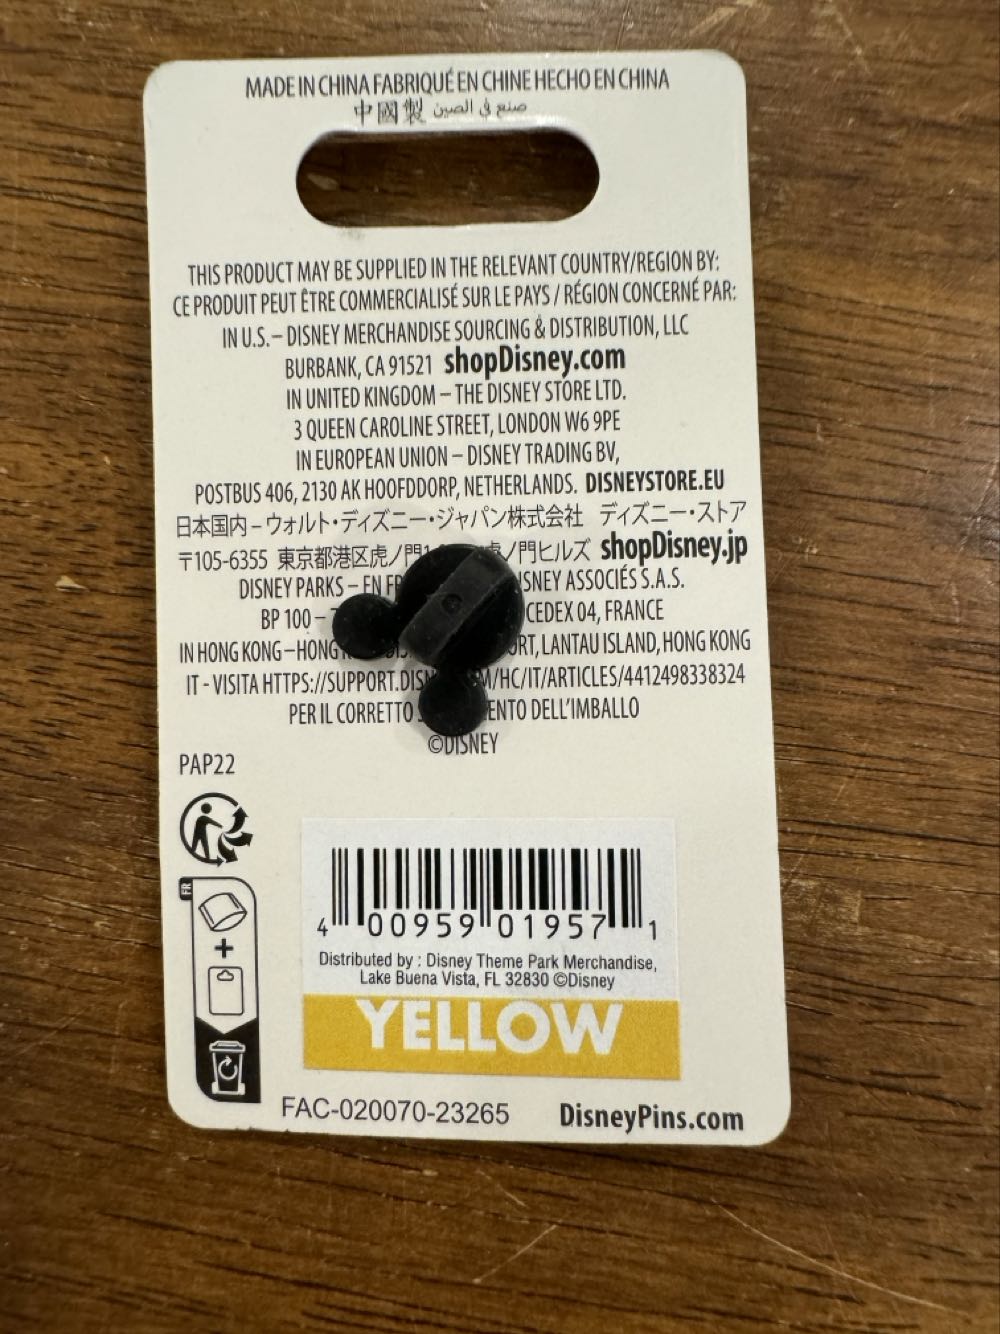 MADE IN CHINA FABRIQUÉ EN CHINE HECHO EN CHINA
中國製 صنع في الصين
THIS PRODUCT MAY BE SUPPLIED IN THE RELEVANT COUNTRY/REGION BY:
CE PRODUIT PEUT ÊTRE COMMERCIALISÉ SUR LE PAYS / RÉGION CONCERNÉ PAR:
IN U.S. – DISNEY MERCHANDISE SOURCING & DISTRIBUTION, LLC
BURBANK, CA 91521 shopDisney.com
IN UNITED KINGDOM – THE DISNEY STORE LTD.
3 QUEEN CAROLINE STREET, LONDON W6 9PE
IN EUROPEAN UNION – DISNEY TRADING BV,
POSTBUS 406, 2130 AK HOOFDDORP, NETHERLANDS. DISNEYSTORE.EU
日本国内 – ウォルト・ディズニー・ジャパン株式会社 ディズニー・ストア
〒105-6355 東京都港区虎ノ門 ノ門ヒルズ shopDisney.jp
DISNEY PARKS – EN ASSOCIÉS S.A.S.
BP 100 – CEDEX 04, FRANCE
IN HONG KONG – LANTAU ISLAND, HONG KONG
IT - VISITA HTTPS://SUPPORT.DISN M/HC/IT/ARTICLES/4412498338324
PER IL CORRETTO DELL'IMBALLO
©DISNEY
PAP22
FR
+
4 00959 01957 1
Distributed by : Disney Theme Park Merchandise,
Lake Buena Vista, FL 32830 ©Disney
YELLOW
FAC-020070-23265 DisneyPins.com